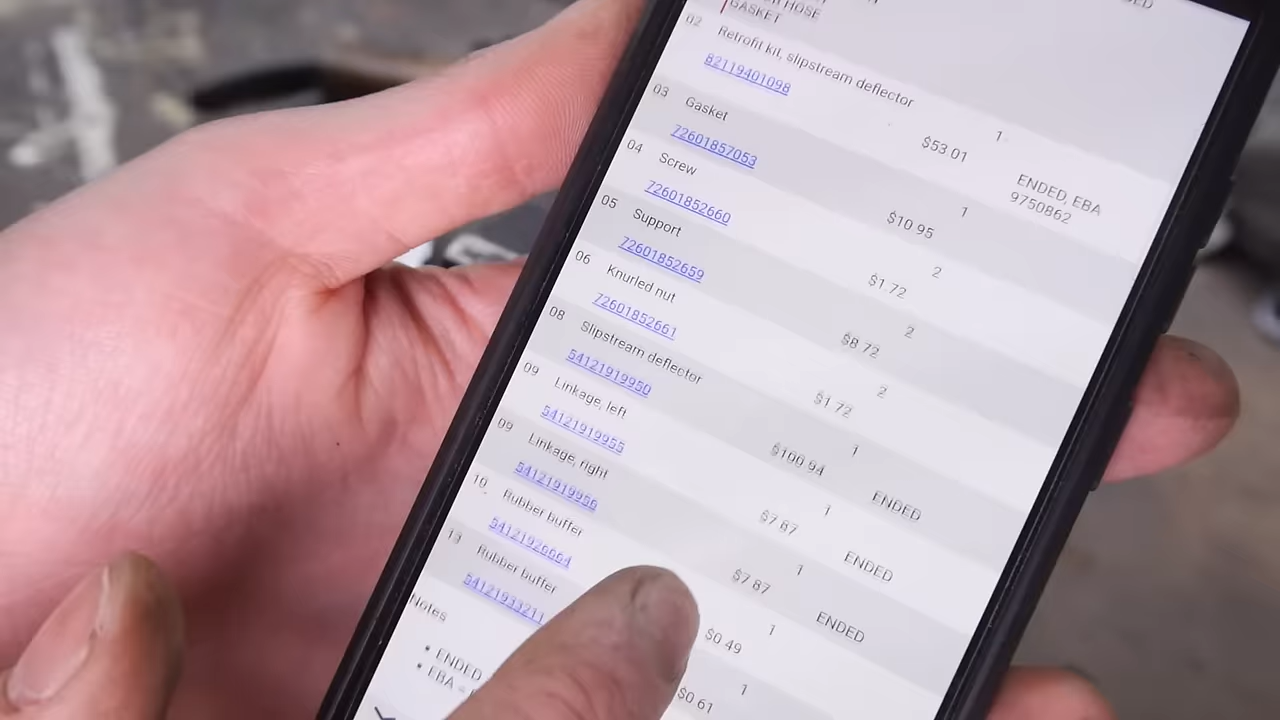 HOSE
GASKET
02 Retrofit kit, slipstream deflector
82119401098
1 $53.01 ENDED, EBA
9750862
03 Gasket
72601857053
1 $10.95
04 Screw
72601852660
2 $1.72
05 Support
72601852659
2 $8.72
06 Knurled nut
72601852661
2 $1.72
08 Slipstream deflector
54121919950
1 $100.94 ENDED
09 Linkage, left
54121919955
1 $7.87 ENDED
09 Linkage, right
54121919956
1 $7.87 ENDED
10 Rubber buffer
54121926664
1 $0.49
Rubber buffer
54121933211
1 $0.61
Notes
• ENDED
• EBA